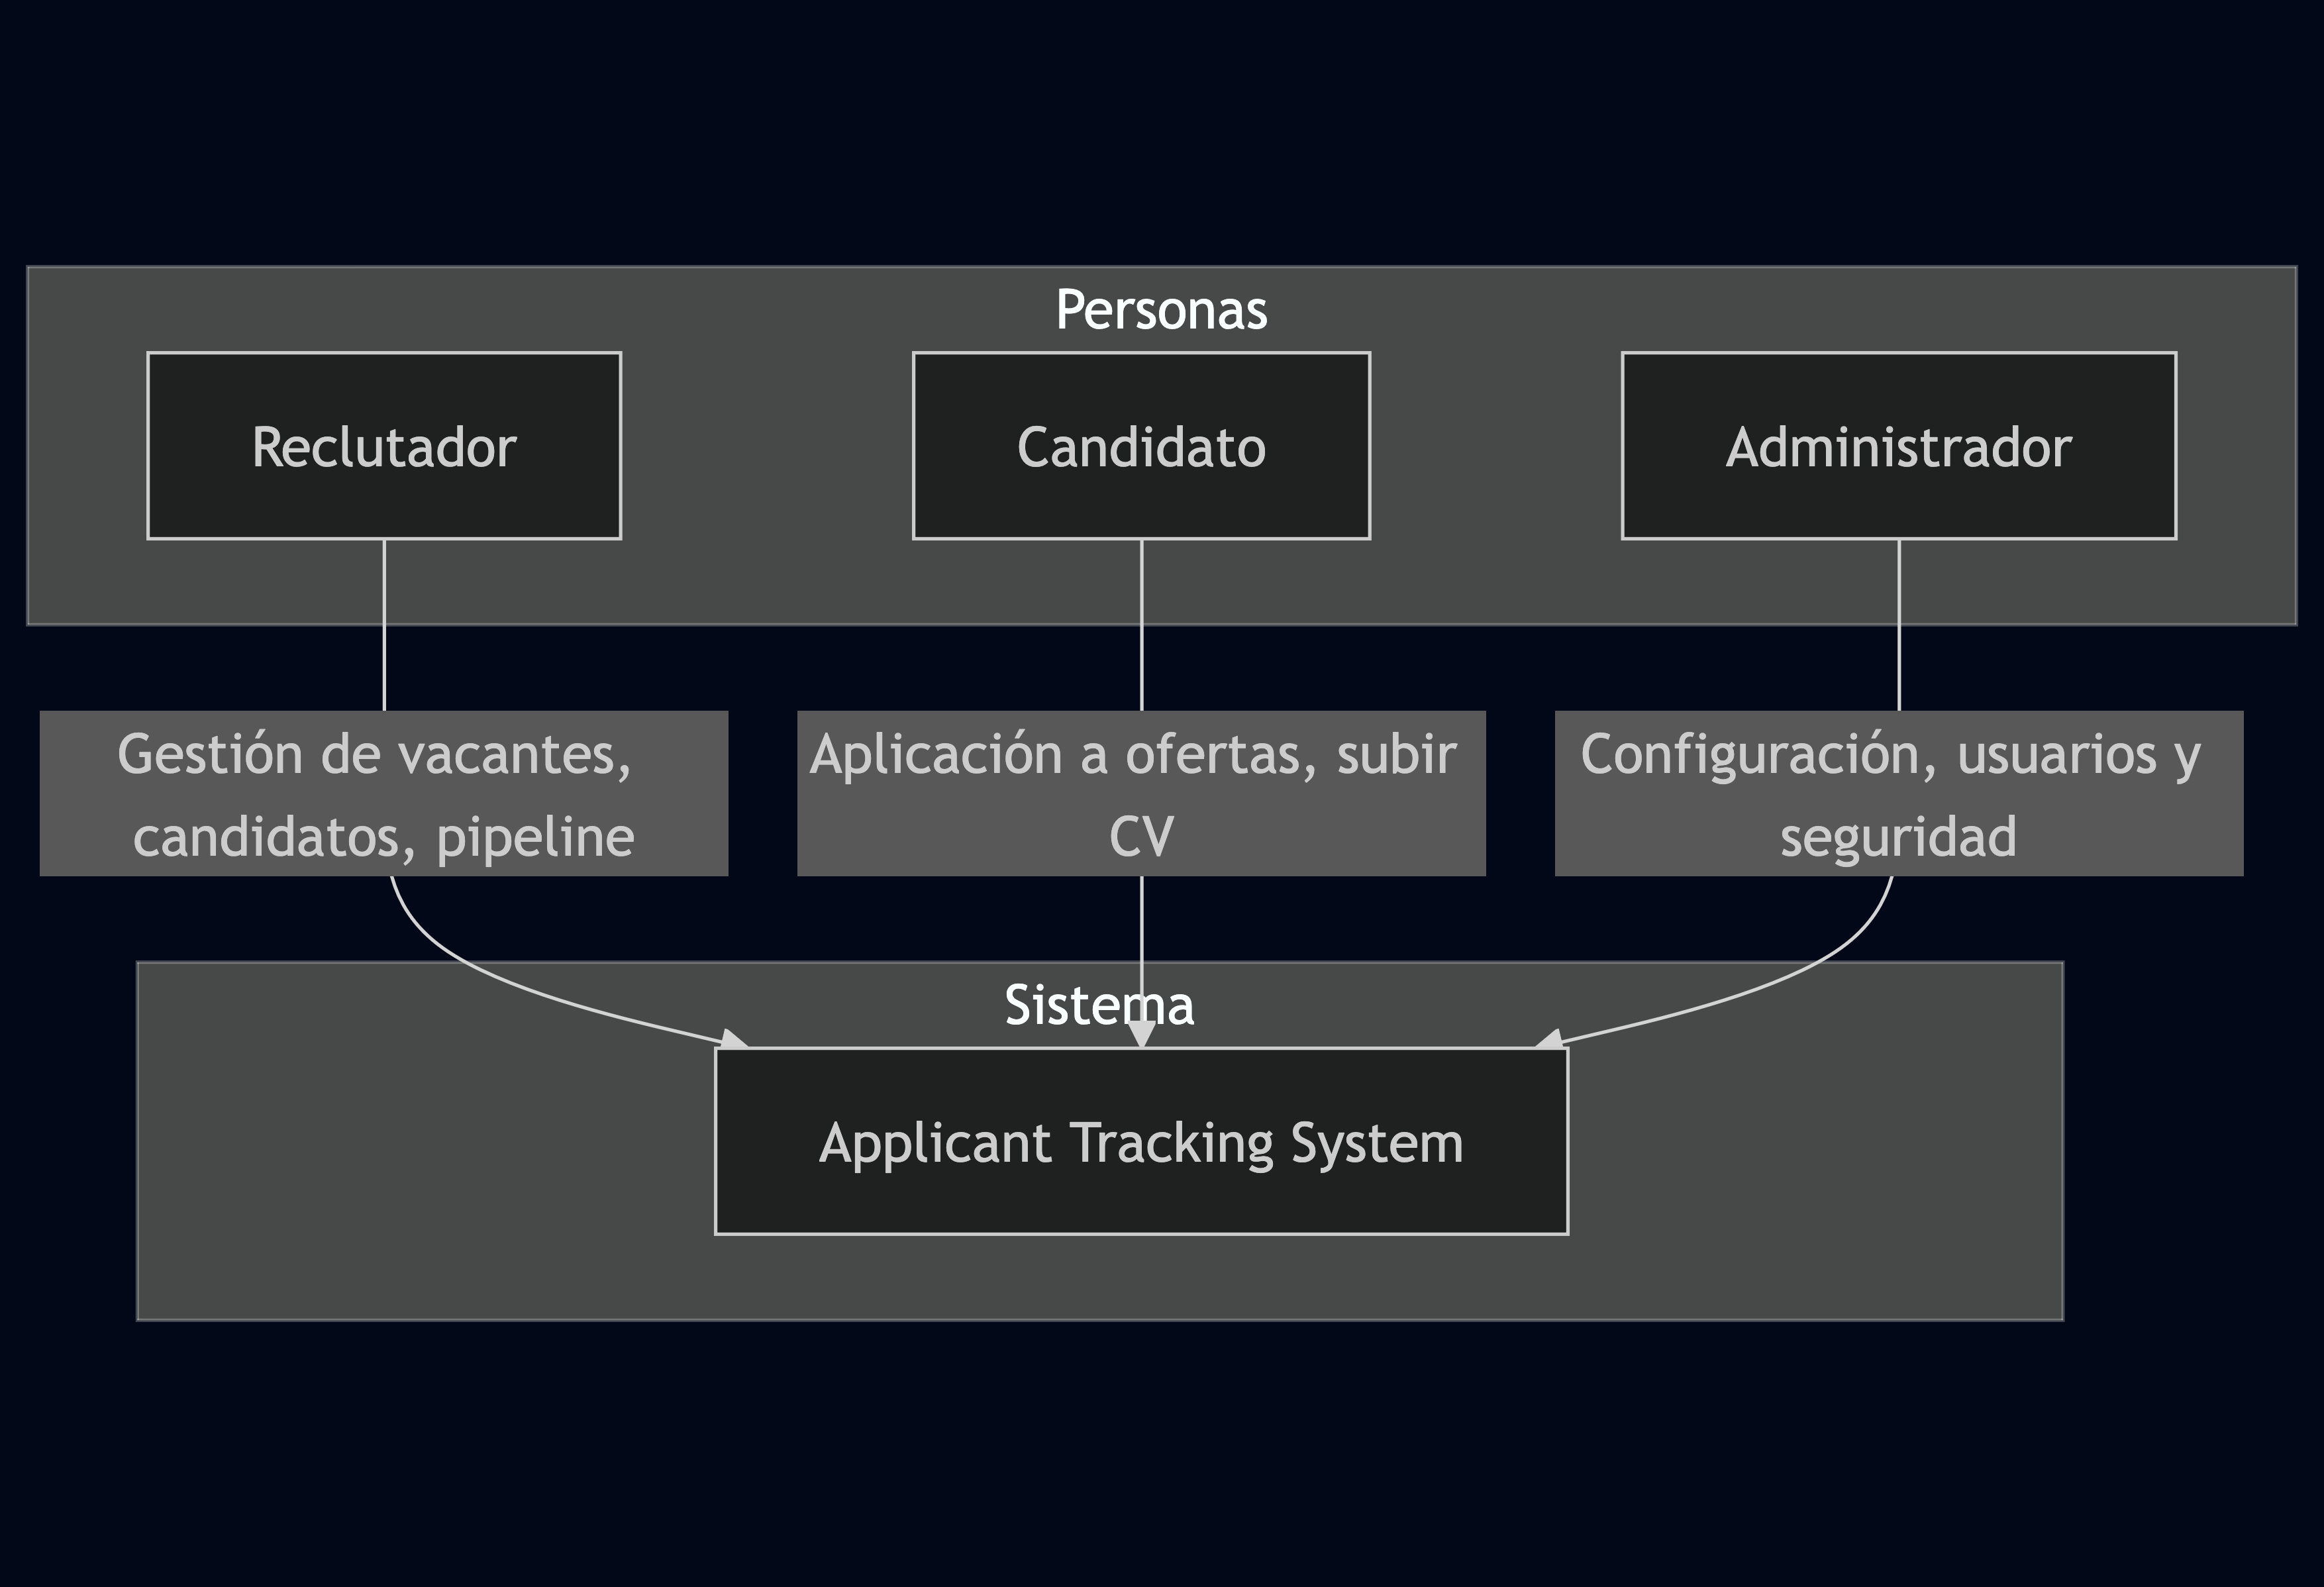 Personas
Reclutador
Candidato
Administrador
Gestión de vacantes,
candidatos, pipeline
Aplicación a ofertas, subir
CV
Configuración, usuarios y
seguridad
Sistema
Applicant Tracking System